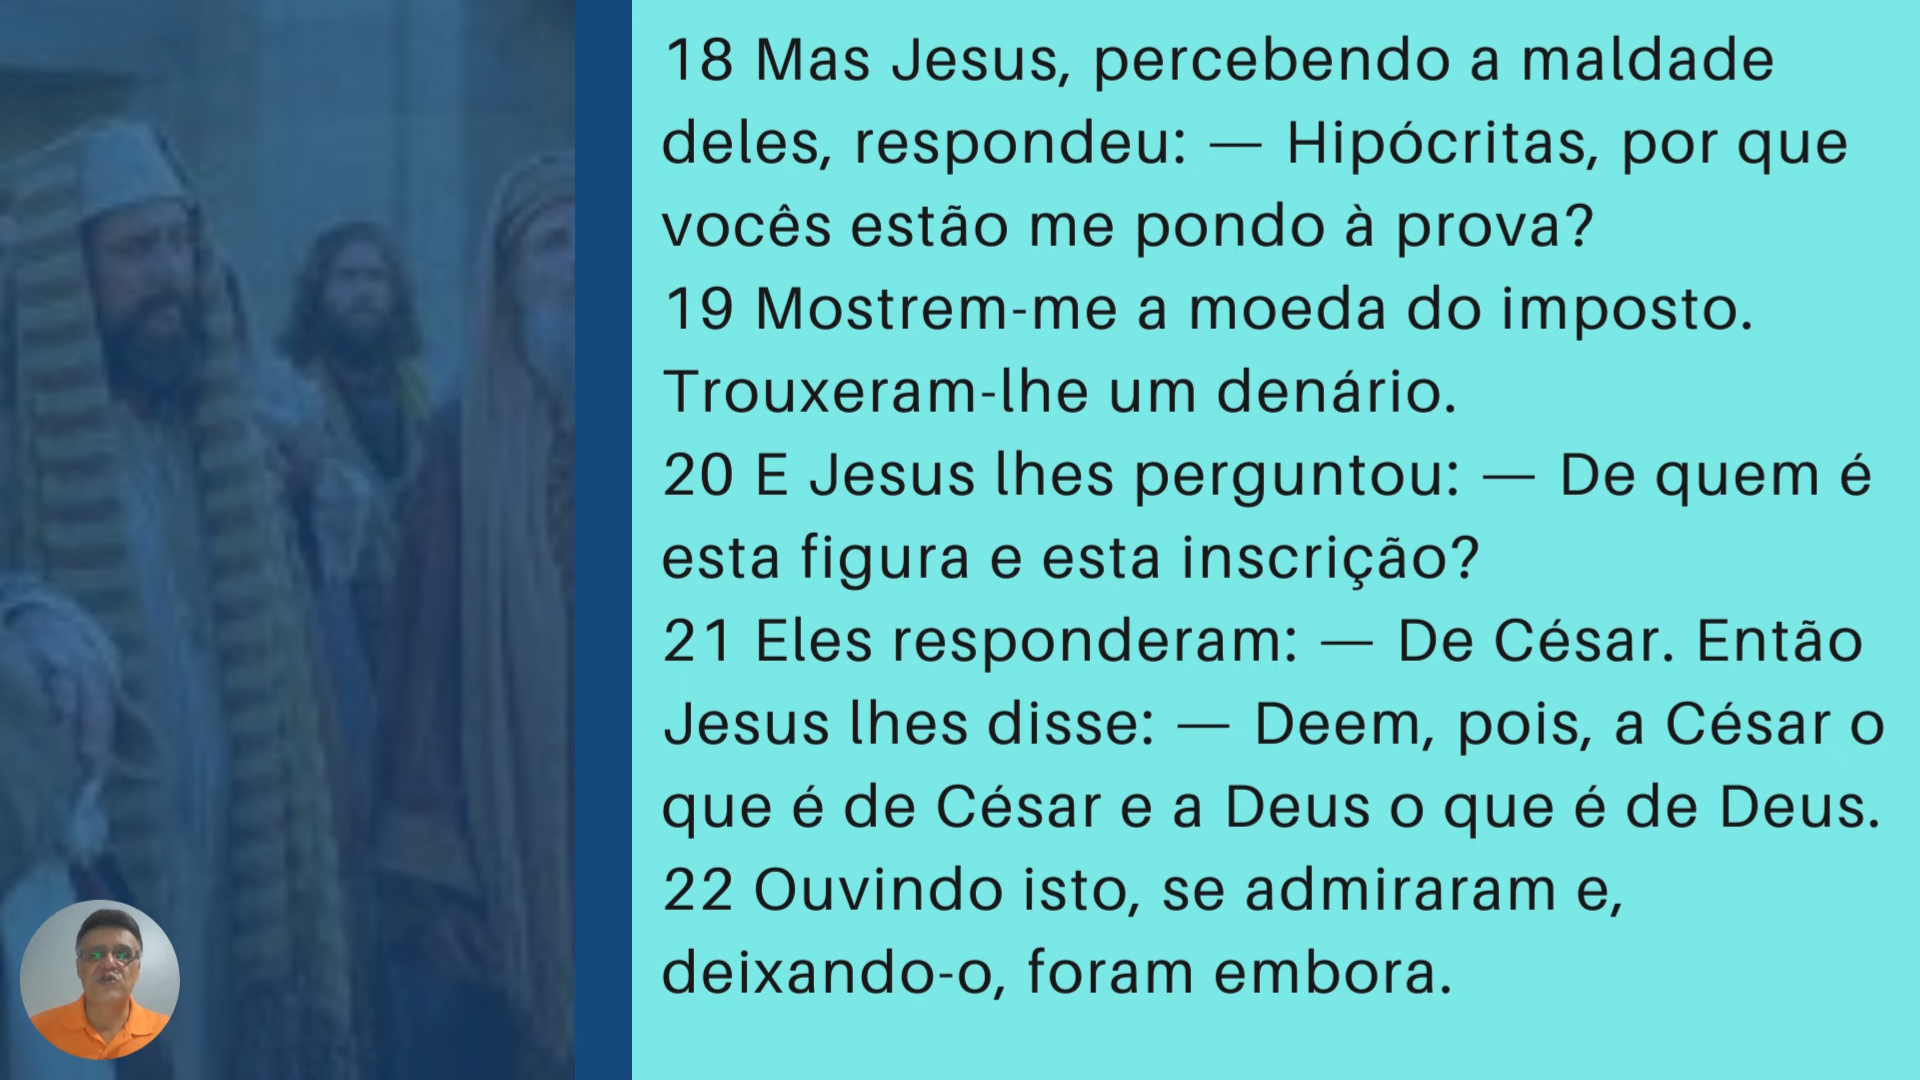 18 Mas Jesus, percebendo a maldade
deles, respondeu: — Hipócritas, por que
vocês estão me pondo à prova?
19 Mostrem-me a moeda do imposto.
Trouxeram-lhe um denário.
20 E Jesus lhes perguntou: — De quem é
esta figura e esta inscrição?
21 Eles responderam: — De César. Então
Jesus lhes disse: — Deem, pois, a César o
que é de César e a Deus o que é de Deus.
22 Ouvindo isto, se admiraram e,
deixando-o, foram embora.